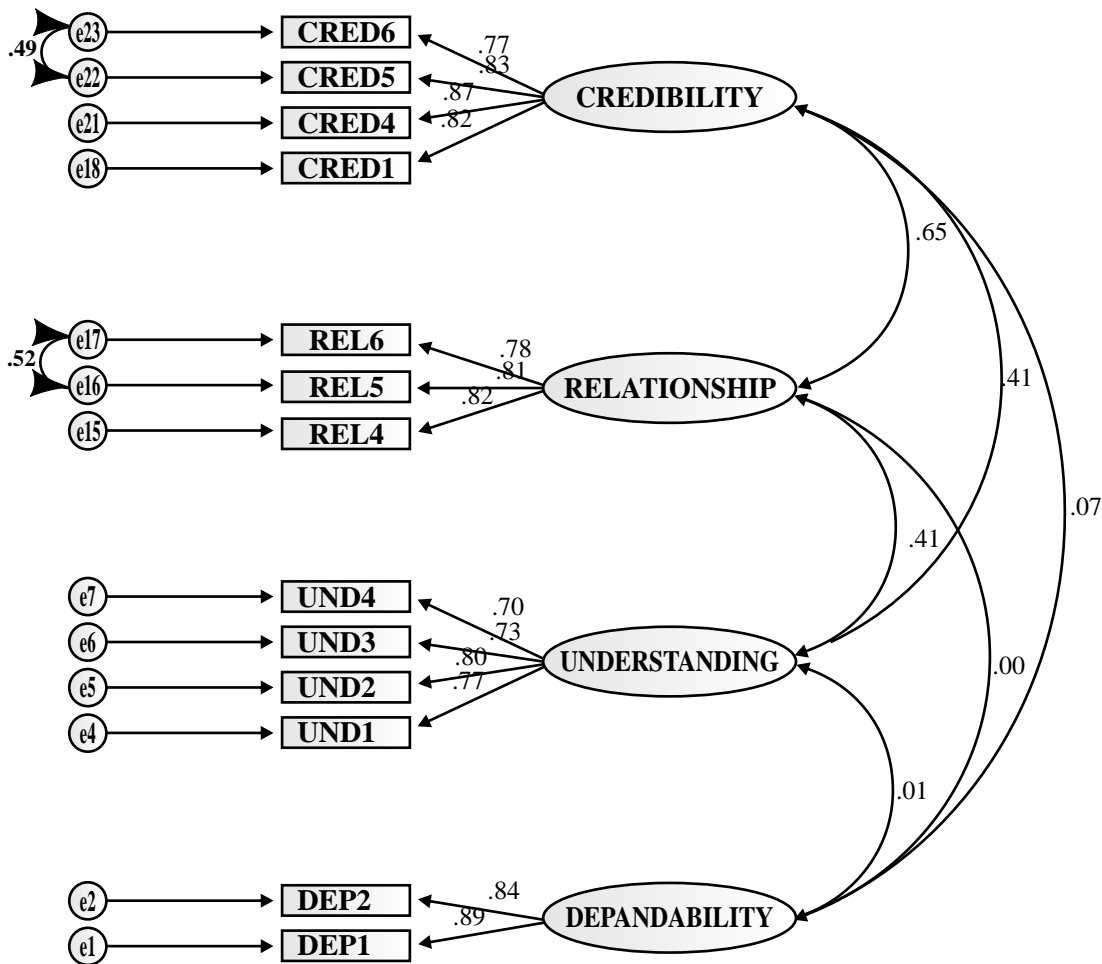 e23 CRED6 .77
.49 .83
e22 CRED5 CREDIBILITY
.87
e21 CRED4 .82
e18 CRED1
.65
e17 REL6 .78
.52 .81
e16 REL5 RELATIONSHIP .41
.82
e15 REL4
.07
.41
e7 UND4 .70
e6 UND3 .73
.80 UNDERSTANDING .00
e5 UND2 .77
e4 UND1
.01
e2 DEP2 .84
.89 DEPANDABILITY
e1 DEP1